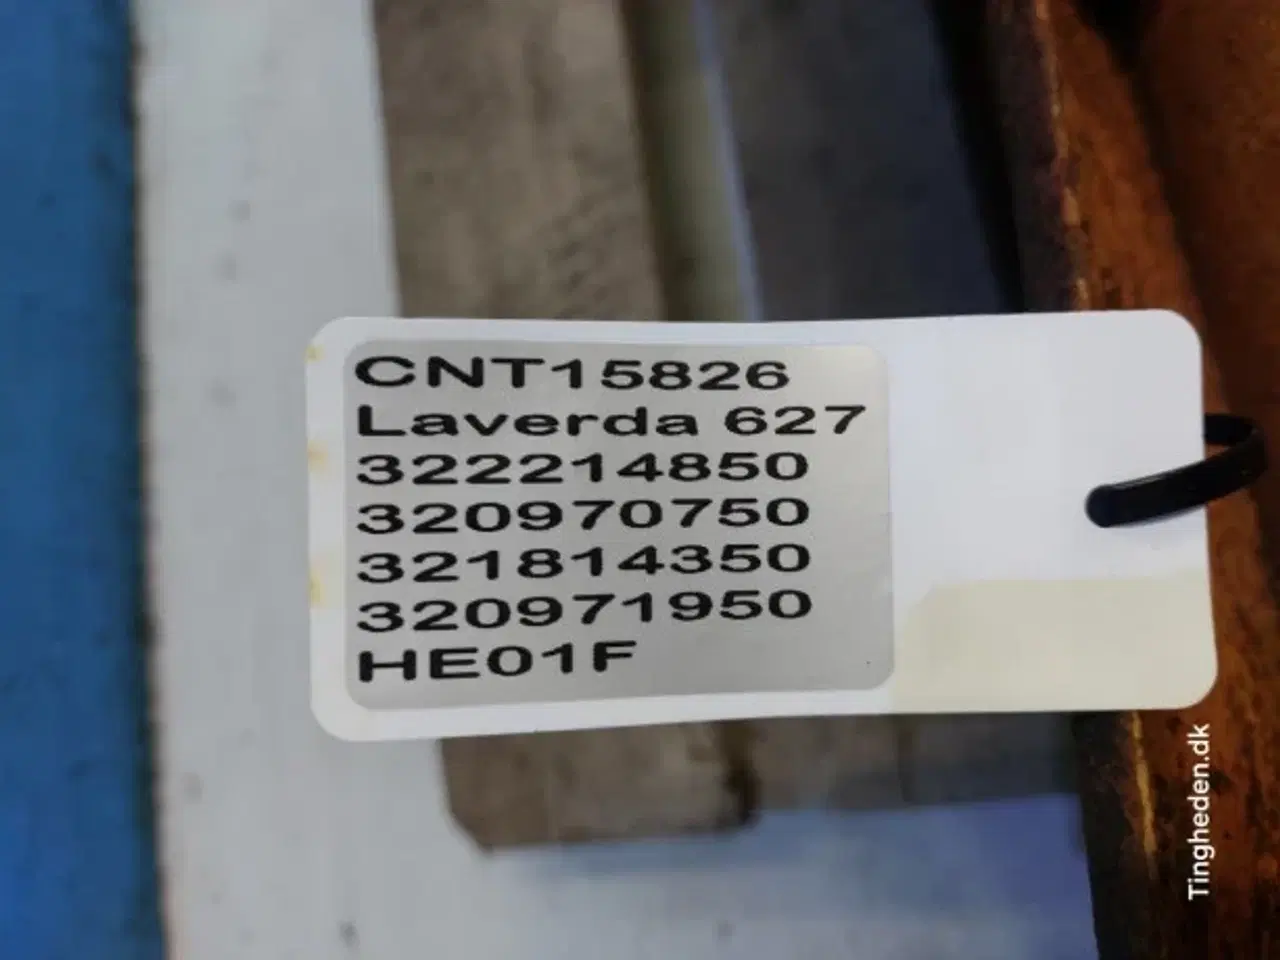 CNT15826
Laverda 627
322214850
320970750
321814350
320971950
HE01F
Tingheden.dk